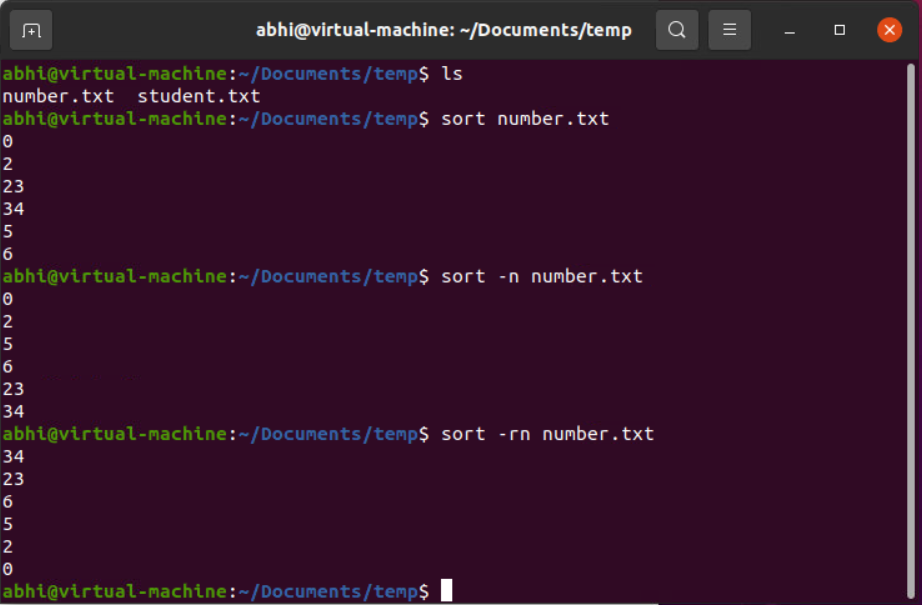 abhi@virtual-machine: ~/Documents/temp
abhi@virtual-machine:~/Documents/temp$ ls
number.txt  student.txt
abhi@virtual-machine:~/Documents/temp$ sort number.txt
0
2
23
34
5
6
abhi@virtual-machine:~/Documents/temp$ sort -n number.txt
0
2
5
6
23
34
abhi@virtual-machine:~/Documents/temp$ sort -rn number.txt
34
23
6
5
2
0
abhi@virtual-machine:~/Documents/temp$